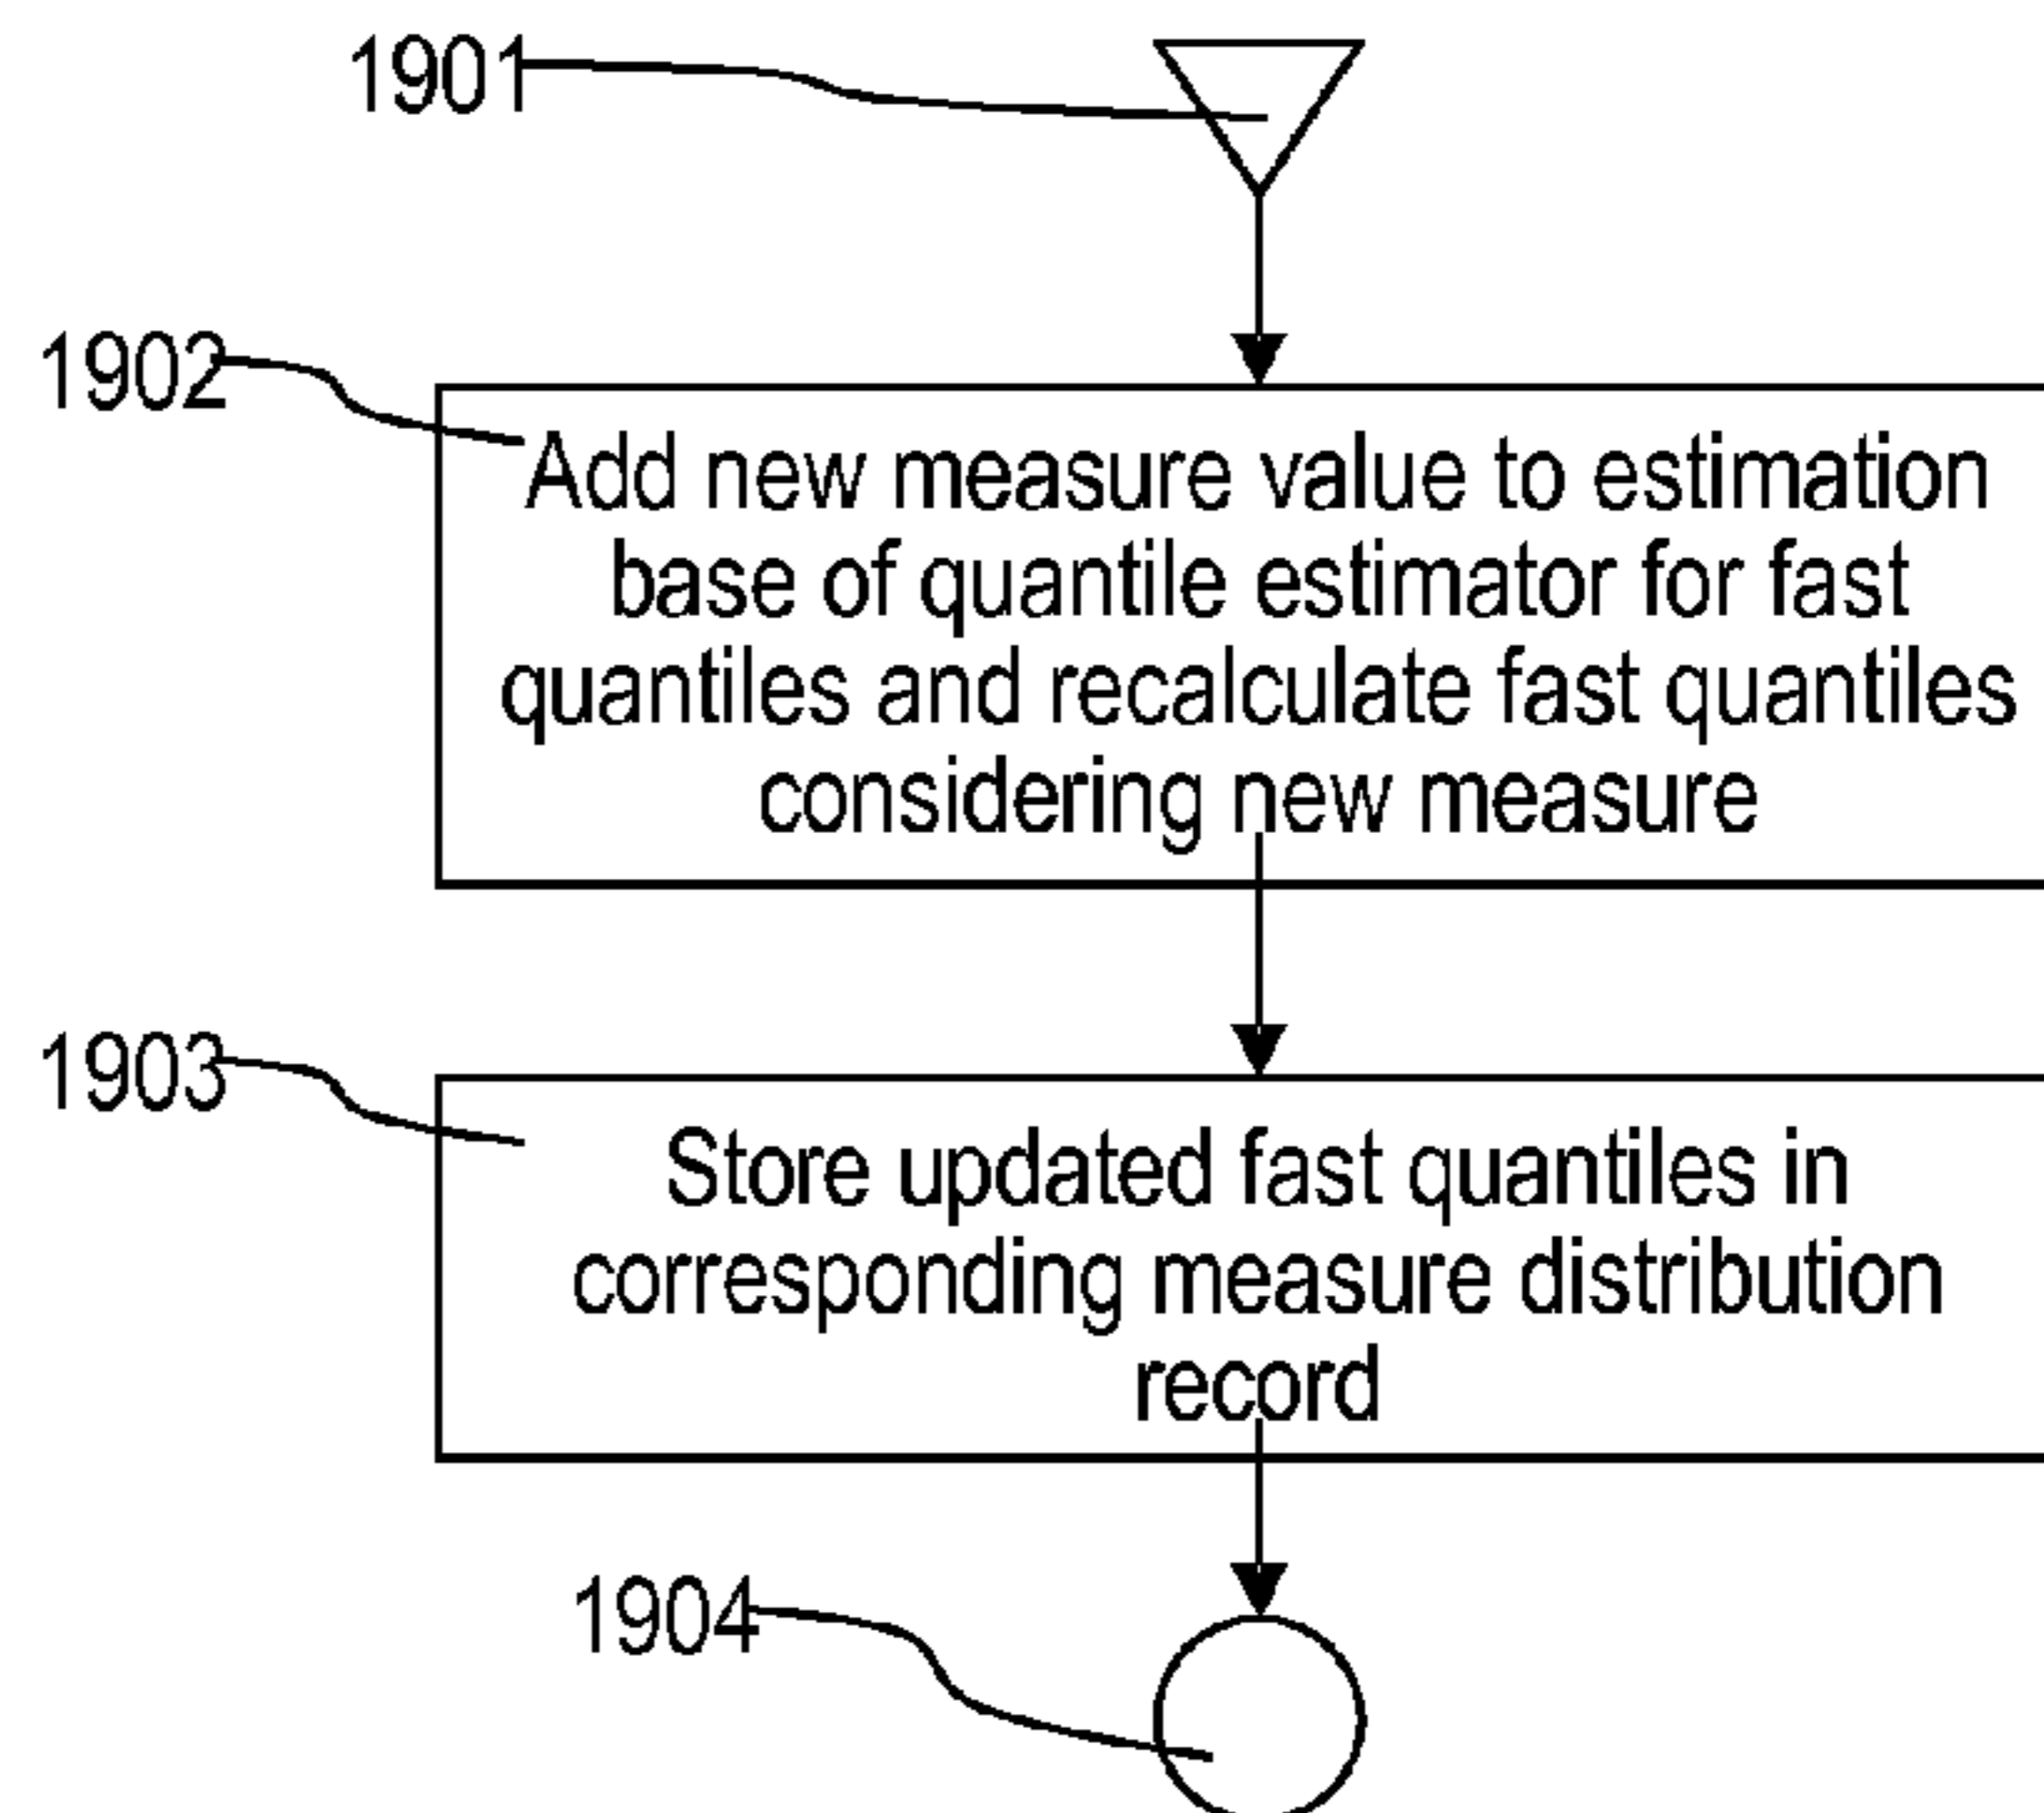 1901
1902
Add new measure value to estimation
base of quantile estimator for fast
quantiles and recalculate fast quantiles
considering new measure
1903
Store updated fast quantiles in
corresponding measure distribution
record
1904